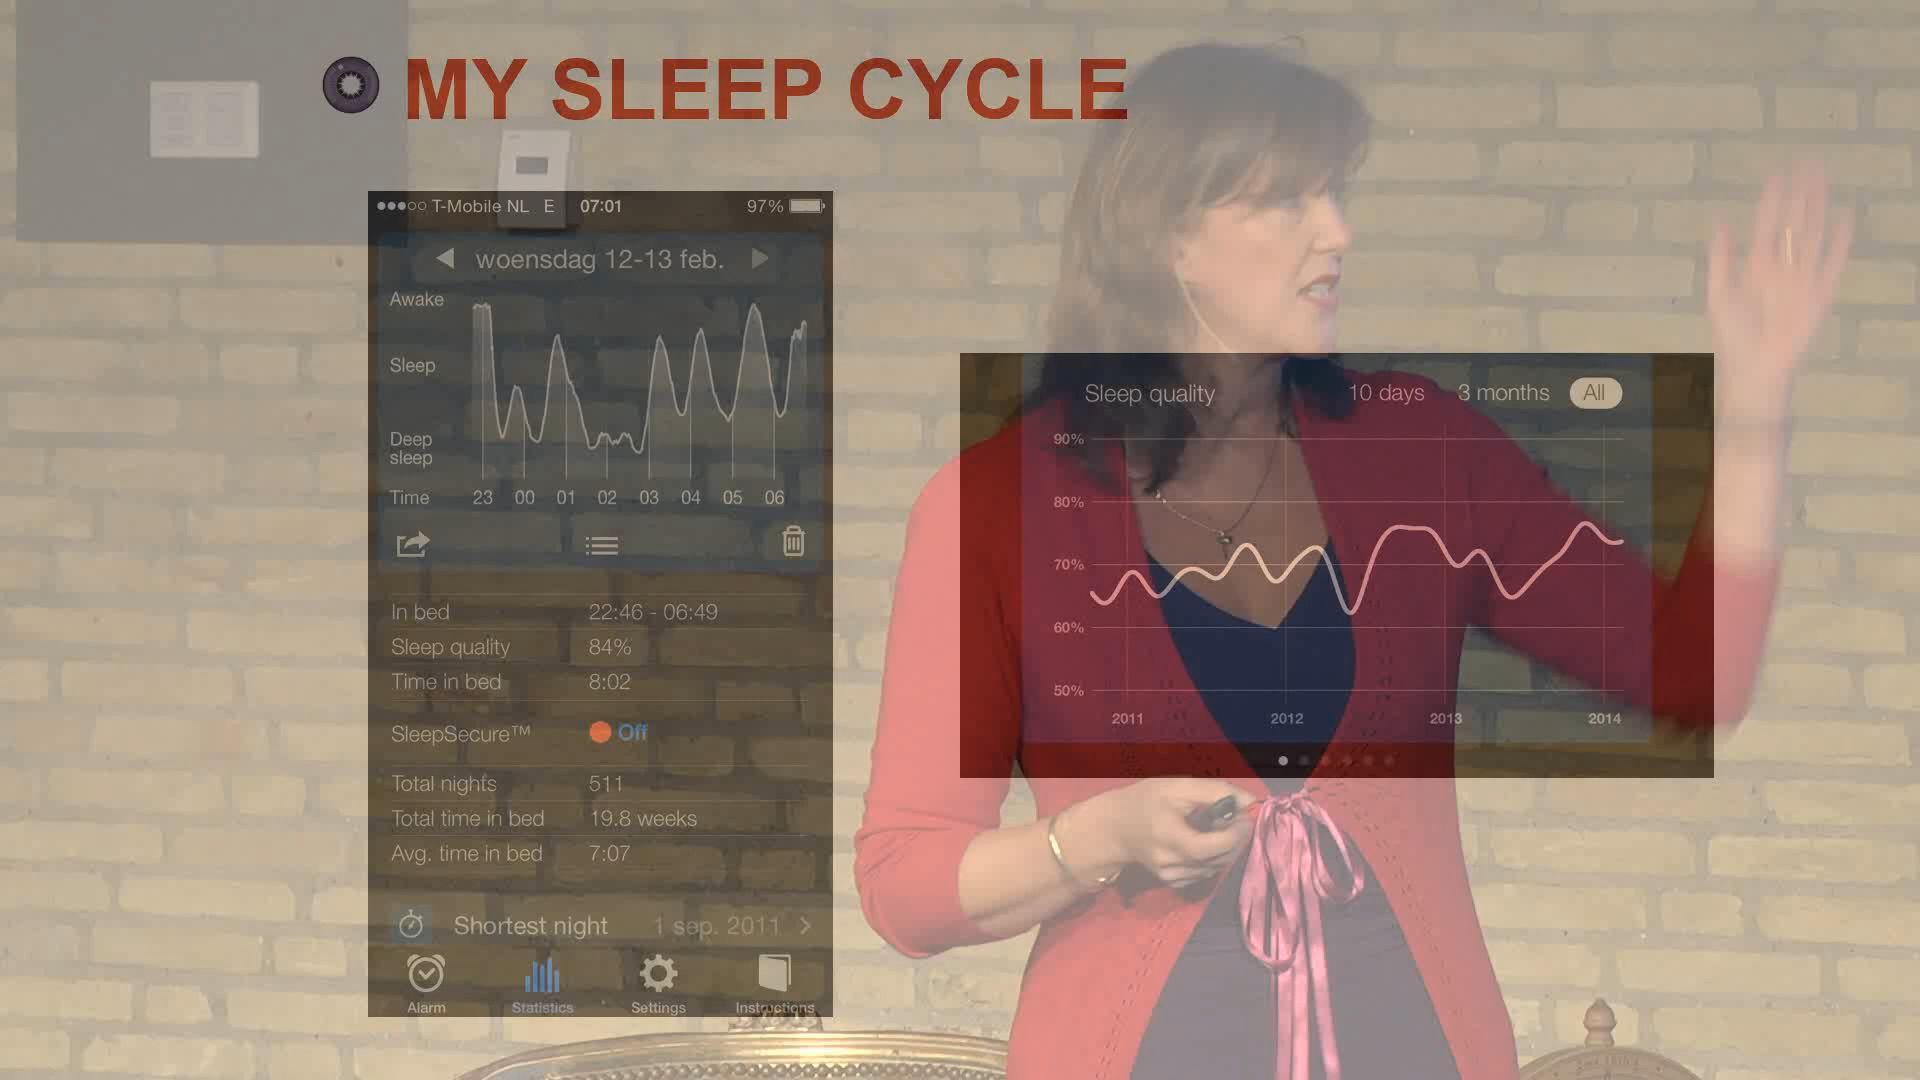 MY SLEEP CYCLE
T-Mobile NL E 07:01 97%
woensdag 12-13 feb.
Awake
Sleep
Deep
sleep
Time 23 00 01 02 03 04 05 06
In bed 22:46 - 06:49
Sleep quality 84%
Time in bed 8:02
SleepSecure™ Off
Total nights 511
Total time in bed 19.8 weeks
Avg. time in bed 7:07
Shortest night 1 sep. 2011
Alarm Statistics Settings Instructions
Sleep quality 10 days 3 months All
90%
80%
70%
60%
50%
2011 2012 2013 2014